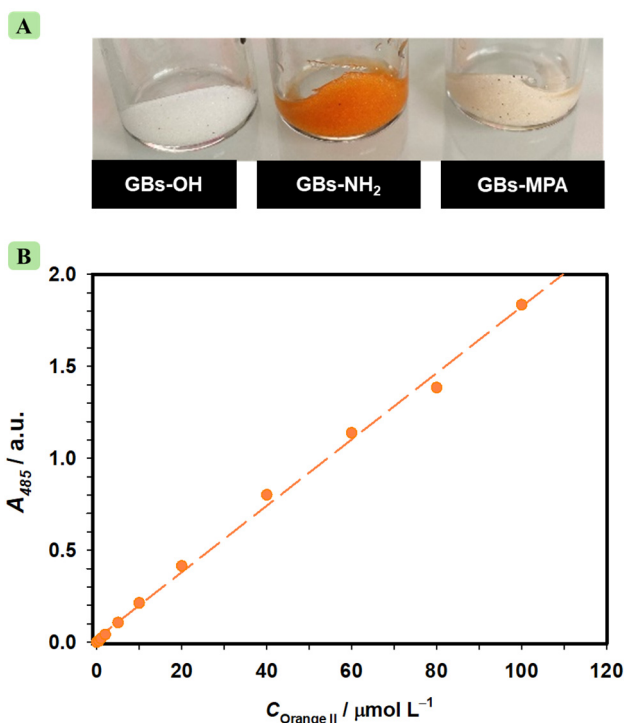 A
GBs-OH GBs-NH₂ GBs-MPA
B
2.0
1.5
1.0
0.5
0.0
A₄₈₅ / a.u.
0 20 40 60 80 100 120
C_Orange II / μmol L⁻¹